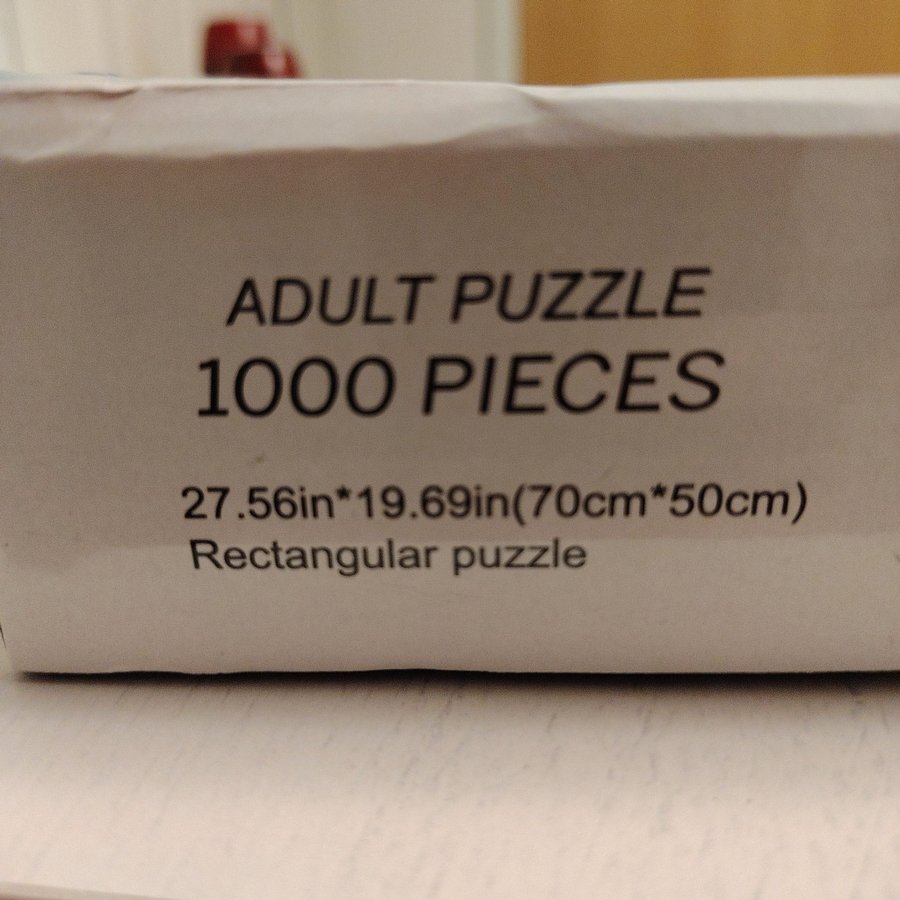 ADULT PUZZLE
1000 PIECES
27.56in*19.69in(70cm*50cm)
Rectangular puzzle